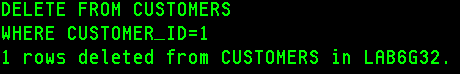 DELETE FROM CUSTOMERS
WHERE CUSTOMER_ID=1
1 rows deleted from CUSTOMERS in LAB6G32.